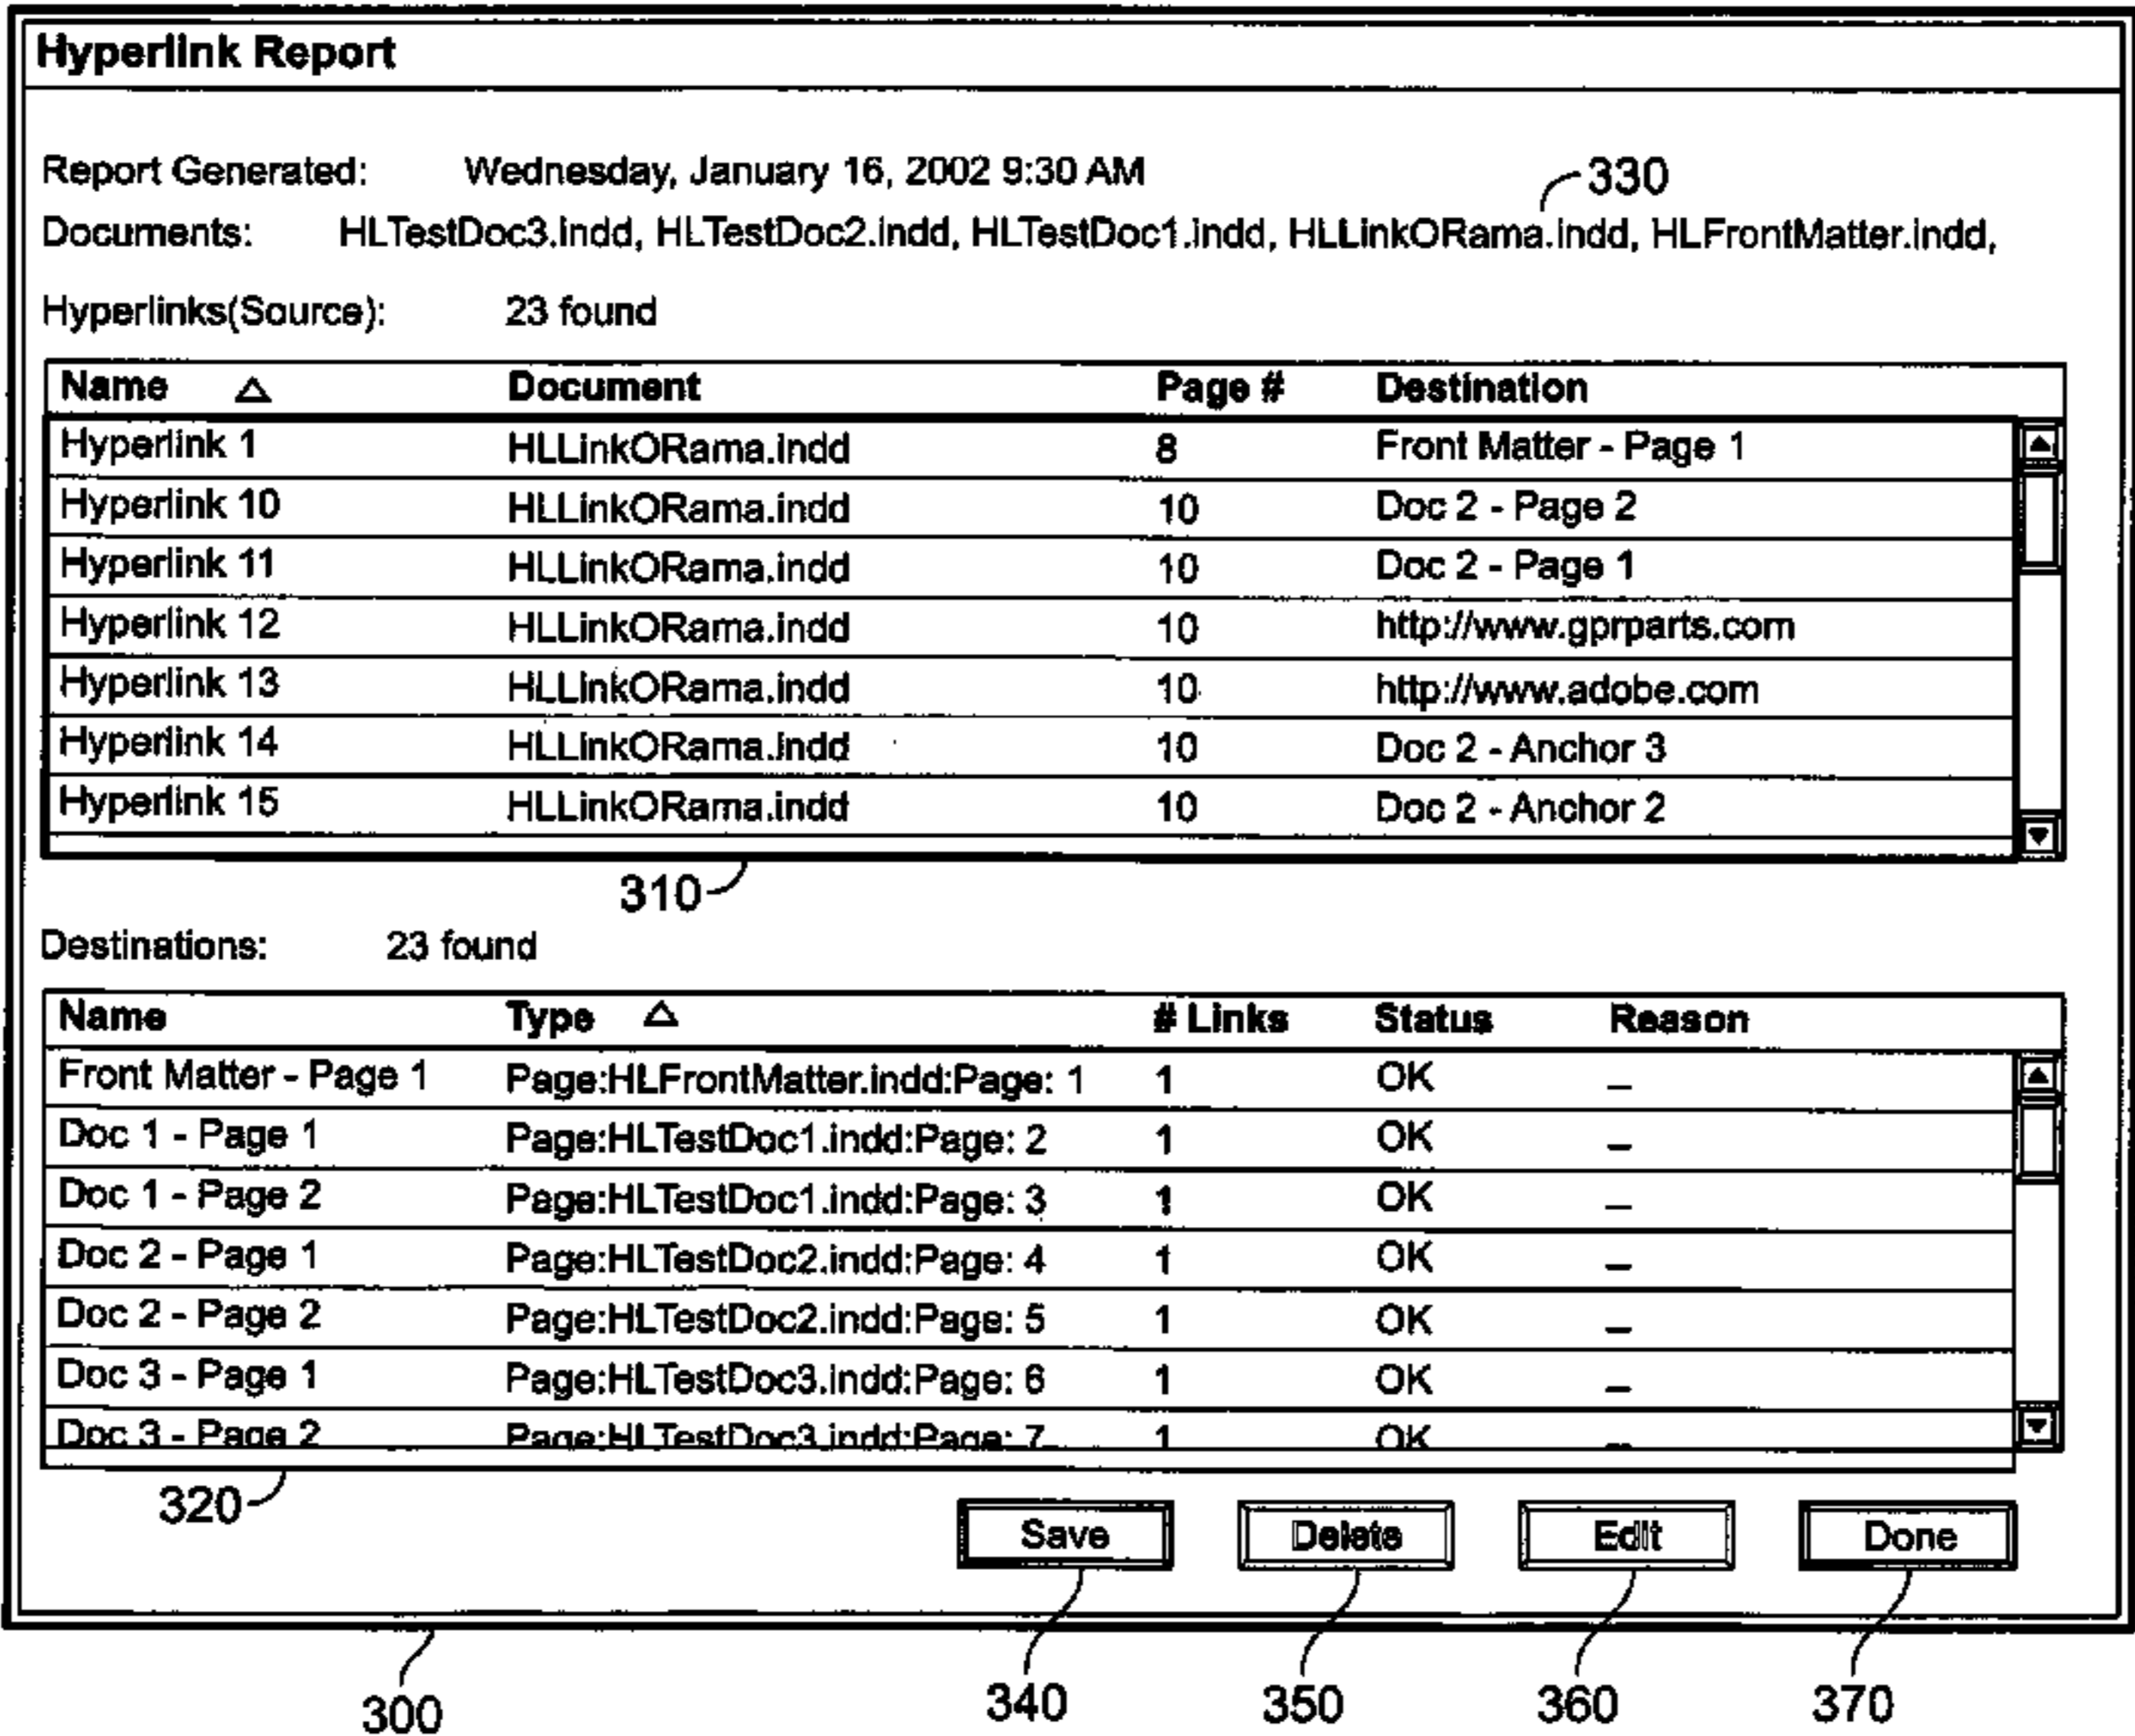 Hyperlink Report
Report Generated: Wednesday, January 16, 2002 9:30 AM
330
Documents: HLTestDoc3.indd, HLTestDoc2.indd, HLTestDoc1.indd, HLLinkORama.indd, HLFrontMatter.indd,
Hyperlinks(Source): 23 found
Name Document Page # Destination
Hyperlink 1 HLLinkORama.indd 8 Front Matter - Page 1
Hyperlink 10 HLLinkORama.indd 10 Doc 2 - Page 2
Hyperlink 11 HLLinkORama.indd 10 Doc 2 - Page 1
Hyperlink 12 HLLinkORama.indd 10 http://www.gprparts.com
Hyperlink 13 HLLinkORama.indd 10 http://www.adobe.com
Hyperlink 14 HLLinkORama.indd 10 Doc 2 - Anchor 3
Hyperlink 15 HLLinkORama.indd 10 Doc 2 - Anchor 2
310
Destinations: 23 found
Name Type # Links Status Reason
Front Matter - Page 1 Page:HLFrontMatter.indd:Page: 1 1 OK –
Doc 1 - Page 1 Page:HLTestDoc1.indd:Page: 2 1 OK –
Doc 1 - Page 2 Page:HLTestDoc1.indd:Page: 3 1 OK –
Doc 2 - Page 1 Page:HLTestDoc2.indd:Page: 4 1 OK –
Doc 2 - Page 2 Page:HLTestDoc2.indd:Page: 5 1 OK –
Doc 3 - Page 1 Page:HLTestDoc3.indd:Page: 6 1 OK –
Doc 3 - Page 2 Page:HLTestDoc3.indd:Page: 7 1 OK –
320
Save Delete Edit Done
300 340 350 360 370